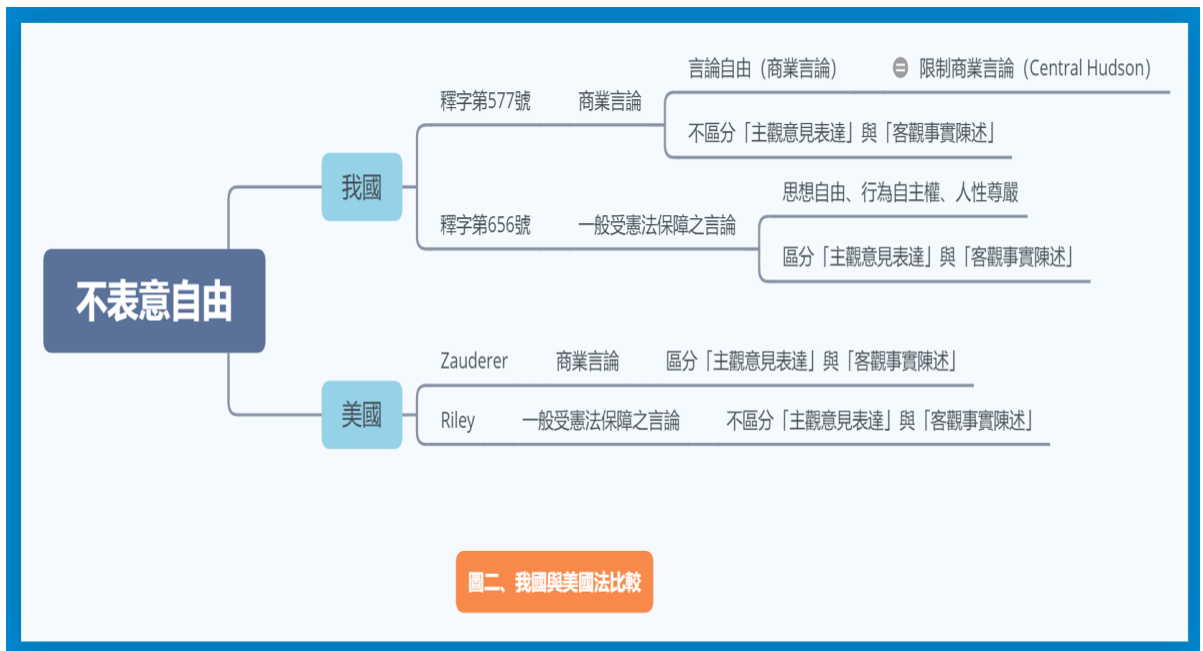 不表意自由
我國
釋字第577號 商業言論
言論自由（商業言論） = 限制商業言論（Central Hudson）
不區分「主觀意見表達」與「客觀事實陳述」
釋字第656號 一般受憲法保障之言論
思想自由、行為自主權、人性尊嚴
區分「主觀意見表達」與「客觀事實陳述」
美國
Zauderer 商業言論 區分「主觀意見表達」與「客觀事實陳述」
Riley 一般受憲法保障之言論 不區分「主觀意見表達」與「客觀事實陳述」
圖二、我國與美國法比較